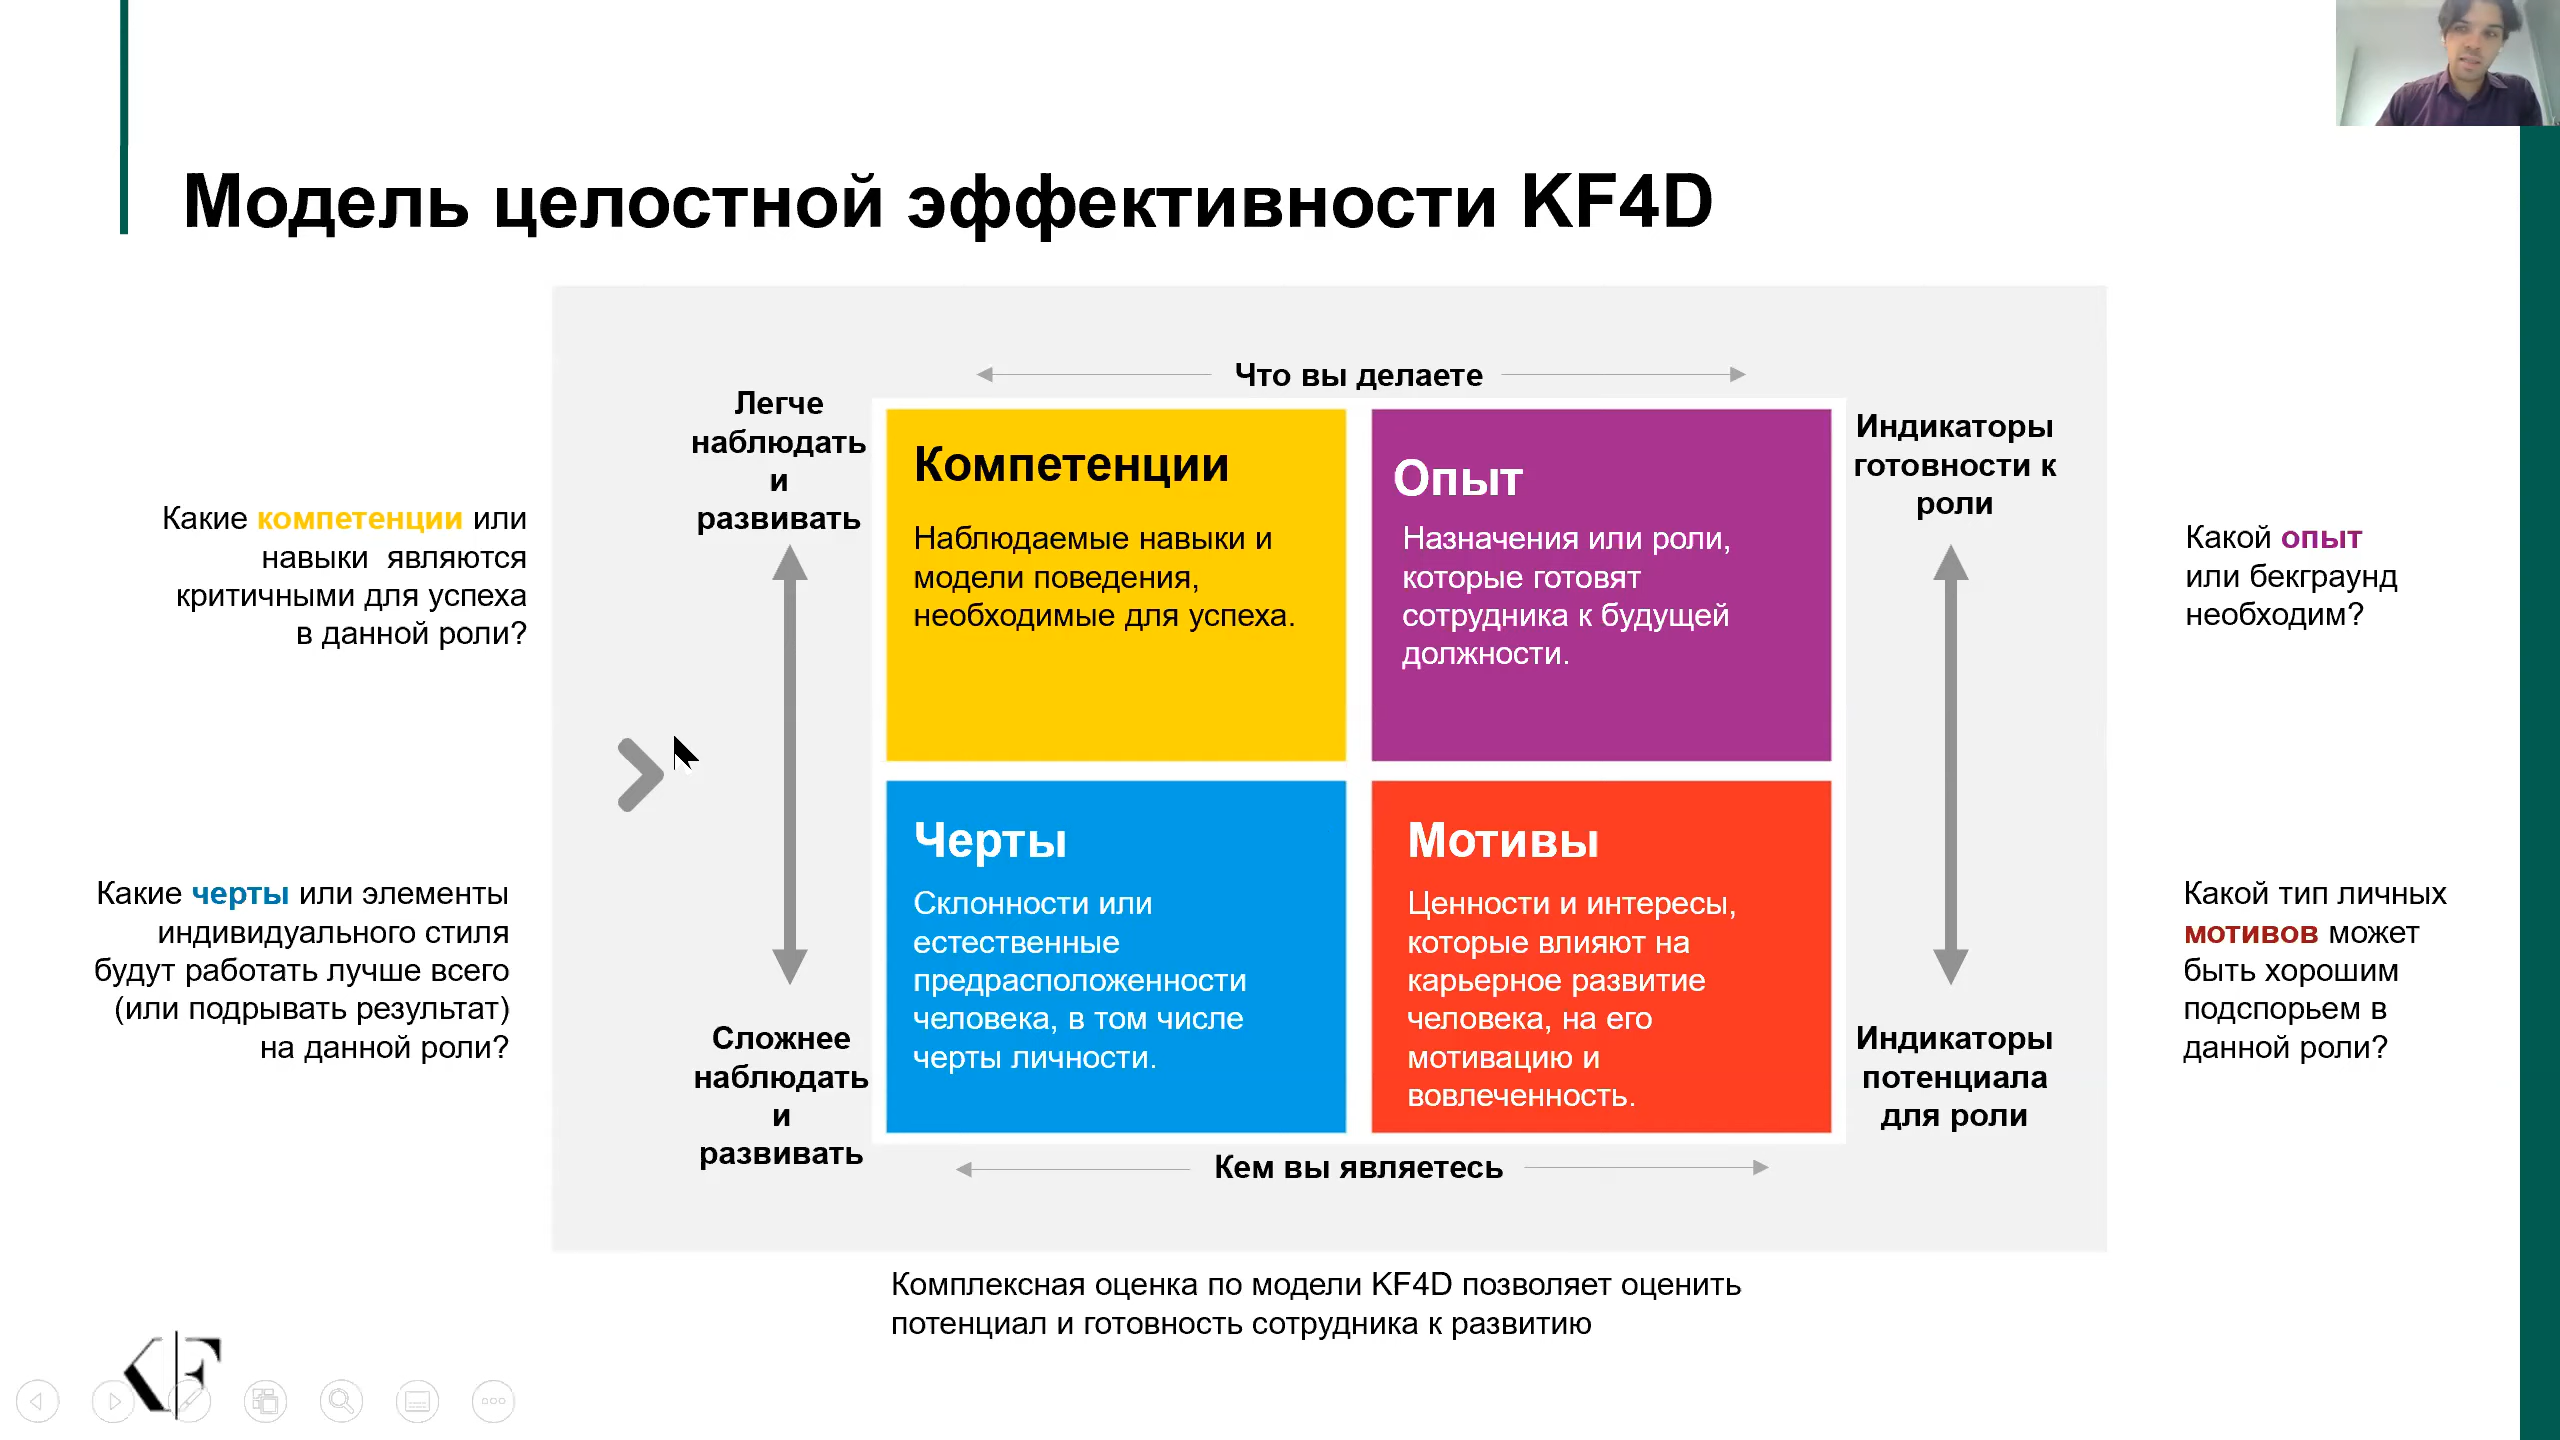 Модель целостной эффективности KF4D
Что вы делаете
Легче
наблюдать
и
развивать
Индикаторы
готовности к
роли
Какие компетенции или
навыки являются
критичными для успеха
в данной роли?
Компетенции
Наблюдаемые навыки и
модели поведения,
необходимые для успеха.
Опыт
Назначения или роли,
которые готовят
сотрудника к будущей
должности.
Какой опыт
или бекграунд
необходим?
Какие черты или элементы
индивидуального стиля
будут работать лучше всего
(или подрывать результат)
на данной роли?
Черты
Склонности или
естественные
предрасположенности
человека, в том числе
черты личности.
Мотивы
Ценности и интересы,
которые влияют на
карьерное развитие
человека, на его
мотивацию и
вовлеченность.
Какой тип личных
мотивов может
быть хорошим
подспорьем в
данной роли?
Сложнее
наблюдать
и
развивать
Индикаторы
потенциала
для роли
Кем вы являетесь
Комплексная оценка по модели KF4D позволяет оценить
потенциал и готовность сотрудника к развитию
KF